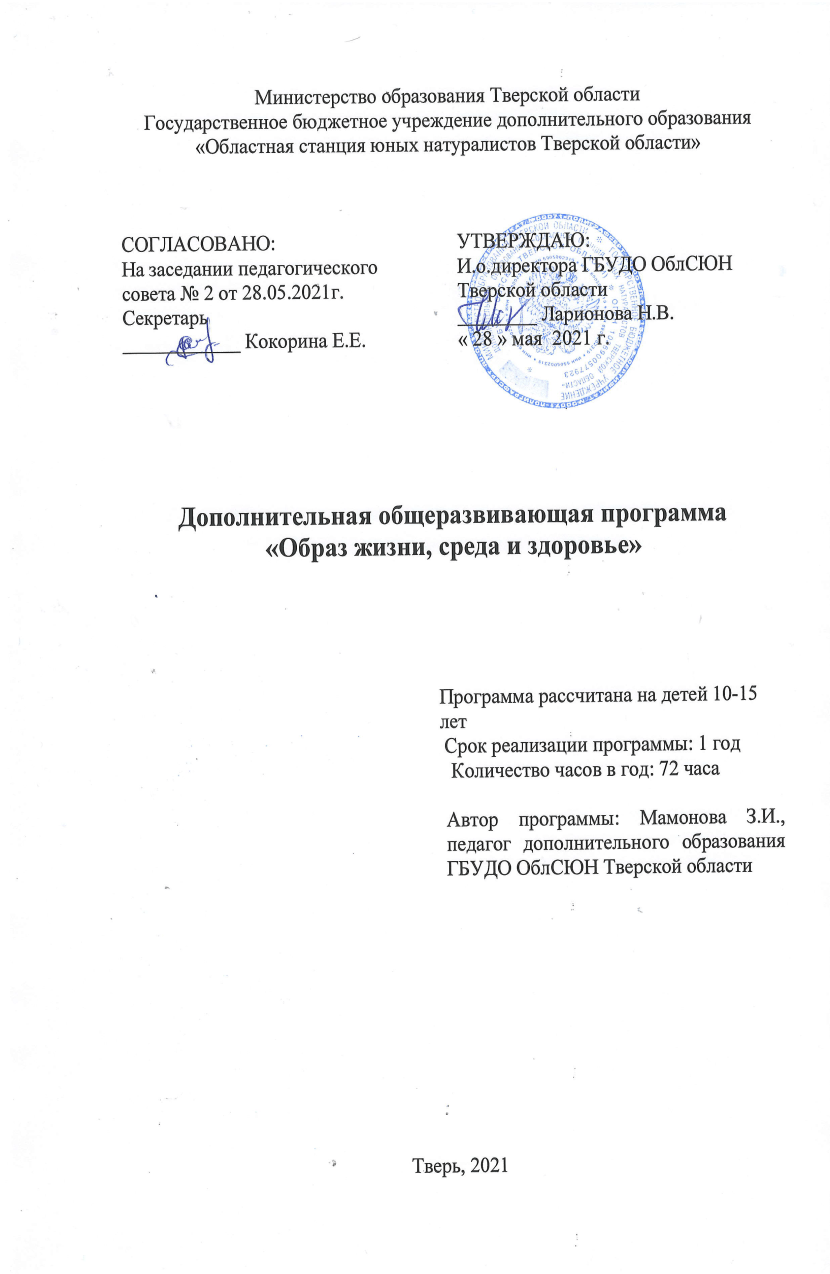 Министерство образования Тверской области
Государственное бюджетное учреждение дополнительного образования
«Областная станция юных натуралистов Тверской области»
СОГЛАСОВАНО:
На заседании педагогического
совета № 2 от 28.05.2021г.
Секретарь
______________ Кокорина Е.Е.
УТВЕРЖДАЮ:
И.о.директора ГБУДО ОблСЮН
Тверской области
________ Ларионова Н.В.
« 28 » мая 2021 г.
Дополнительная общеразвивающая программа
«Образ жизни, среда и здоровье»
Программа рассчитана на детей 10-15
лет
Срок реализации программы: 1 год
Количество часов в год: 72 часа
Автор программы: Мамонова З.И.,
педагог дополнительного образования
ГБУДО ОблСЮН Тверской области
Тверь, 2021